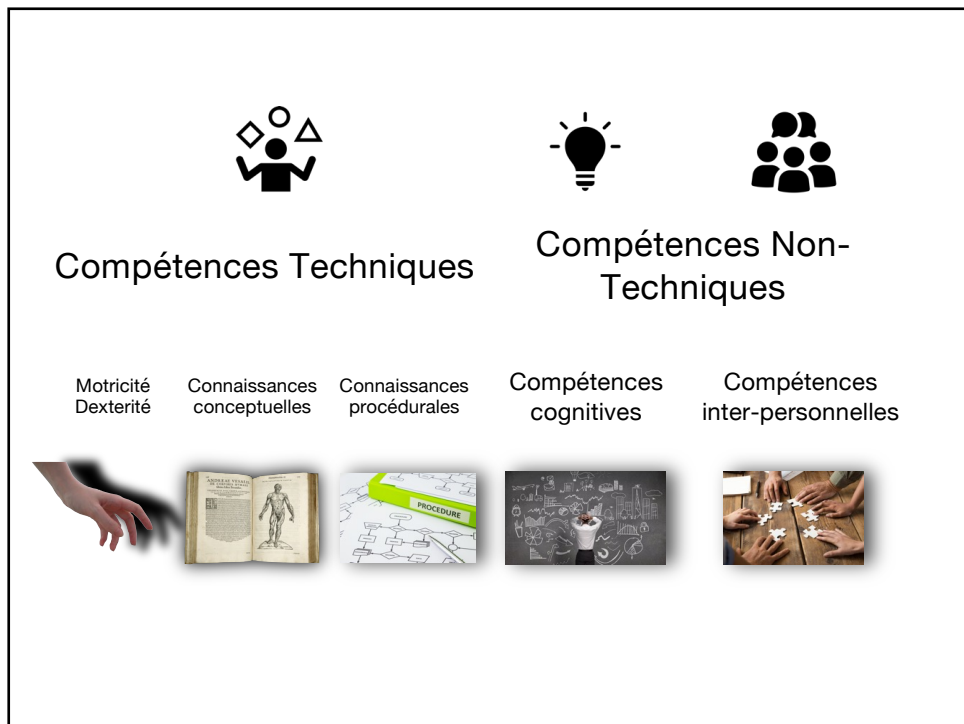 Compétences Techniques
Compétences Non-
Techniques
Motricité
Dexterité
Connaissances
conceptuelles
Connaissances
procédurales
Compétences
cognitives
Compétences
inter-personnelles
PROCEDURE